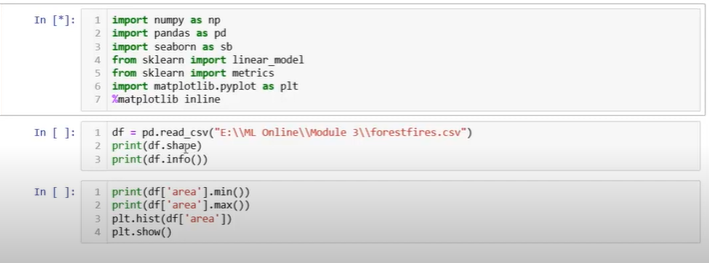 In [*]:
1 import numpy as np
2 import pandas as pd
3 import seaborn as sb
4 from sklearn import linear_model
5 from sklearn import metrics
6 import matplotlib.pyplot as plt
7 %matplotlib inline
In [ ]:
1 df = pd.read_csv("E:\\ML Online\\Module 3\\forestfires.csv")
2 print(df.shape)
3 print(df.info())
In [ ]:
1 print(df['area'].min())
2 print(df['area'].max())
3 plt.hist(df['area'])
4 plt.show()